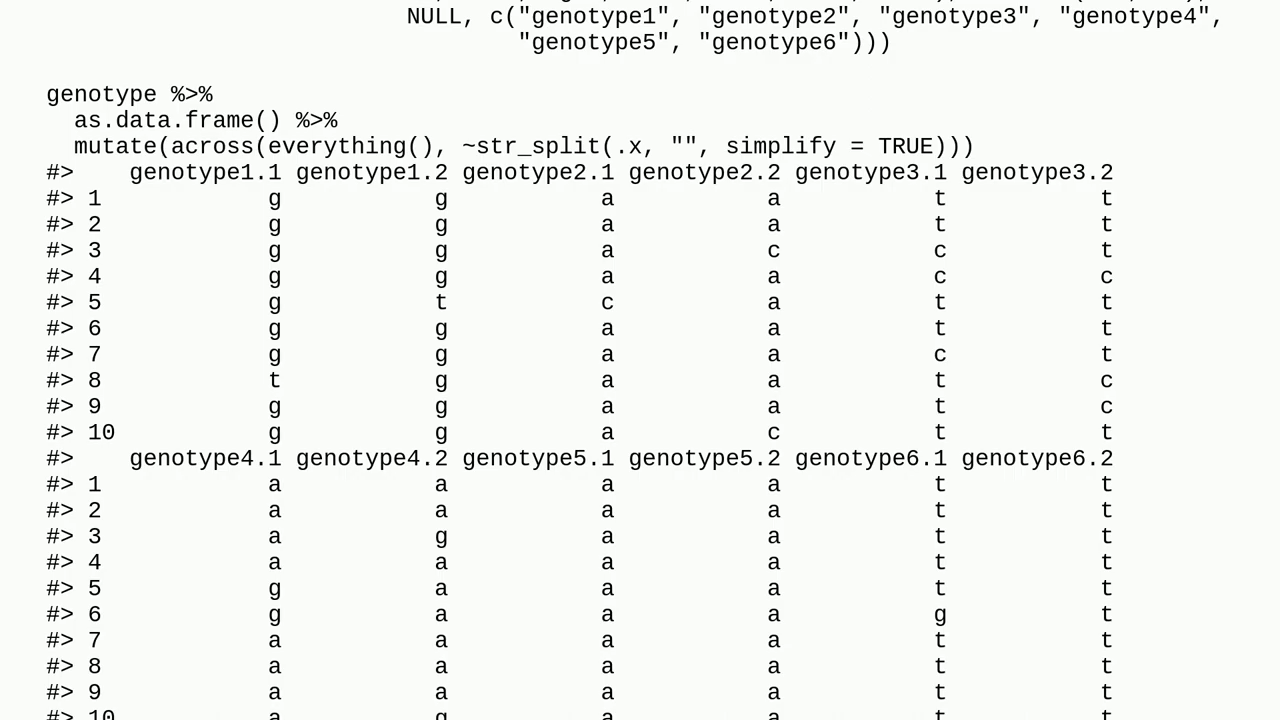 NULL, c("genotype1", "genotype2", "genotype3", "genotype4",
"genotype5", "genotype6")))
genotype %>%
as.data.frame() %>%
mutate(across(everything(), ~str_split(.x, "", simplify = TRUE)))
#> genotype1.1 genotype1.2 genotype2.1 genotype2.2 genotype3.1 genotype3.2
#> 1 g g a a t t
#> 2 g g a a t t
#> 3 g g a c c t
#> 4 g g a a c c
#> 5 g t c a t t
#> 6 g g a a t t
#> 7 g g a a c t
#> 8 t g a a t c
#> 9 g g a a t c
#> 10 g g a c t t
#> genotype4.1 genotype4.2 genotype5.1 genotype5.2 genotype6.1 genotype6.2
#> 1 a a a a t t
#> 2 a a a a t t
#> 3 a g a a t t
#> 4 a a a a t t
#> 5 g a a a t t
#> 6 g a a a g t
#> 7 a a a a t t
#> 8 a a a a t t
#> 9 a a a a t t
#> 10 a g a a t t